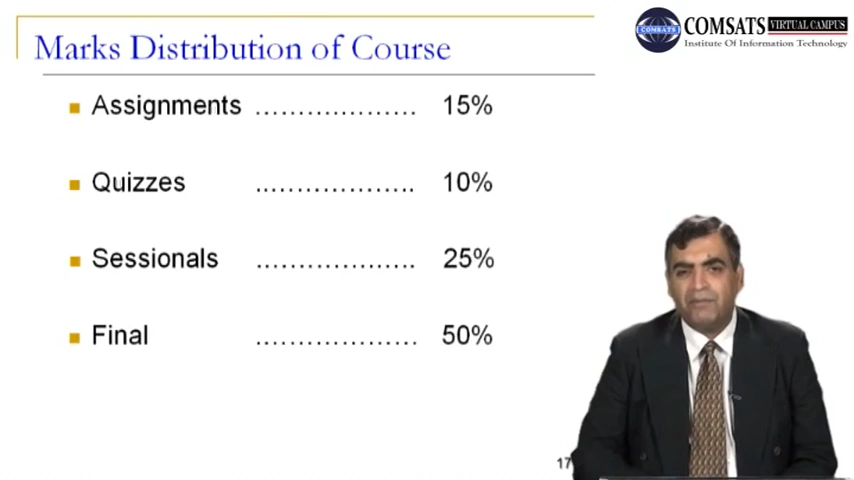 Marks Distribution of Course
COMSATS VIRTUAL CAMPUS
Institute Of Information Technology
COMSATS
Assignments ………………… 15%
Quizzes ……………….. 10%
Sessionals ………………. 25%
Final ………………… 50%
17